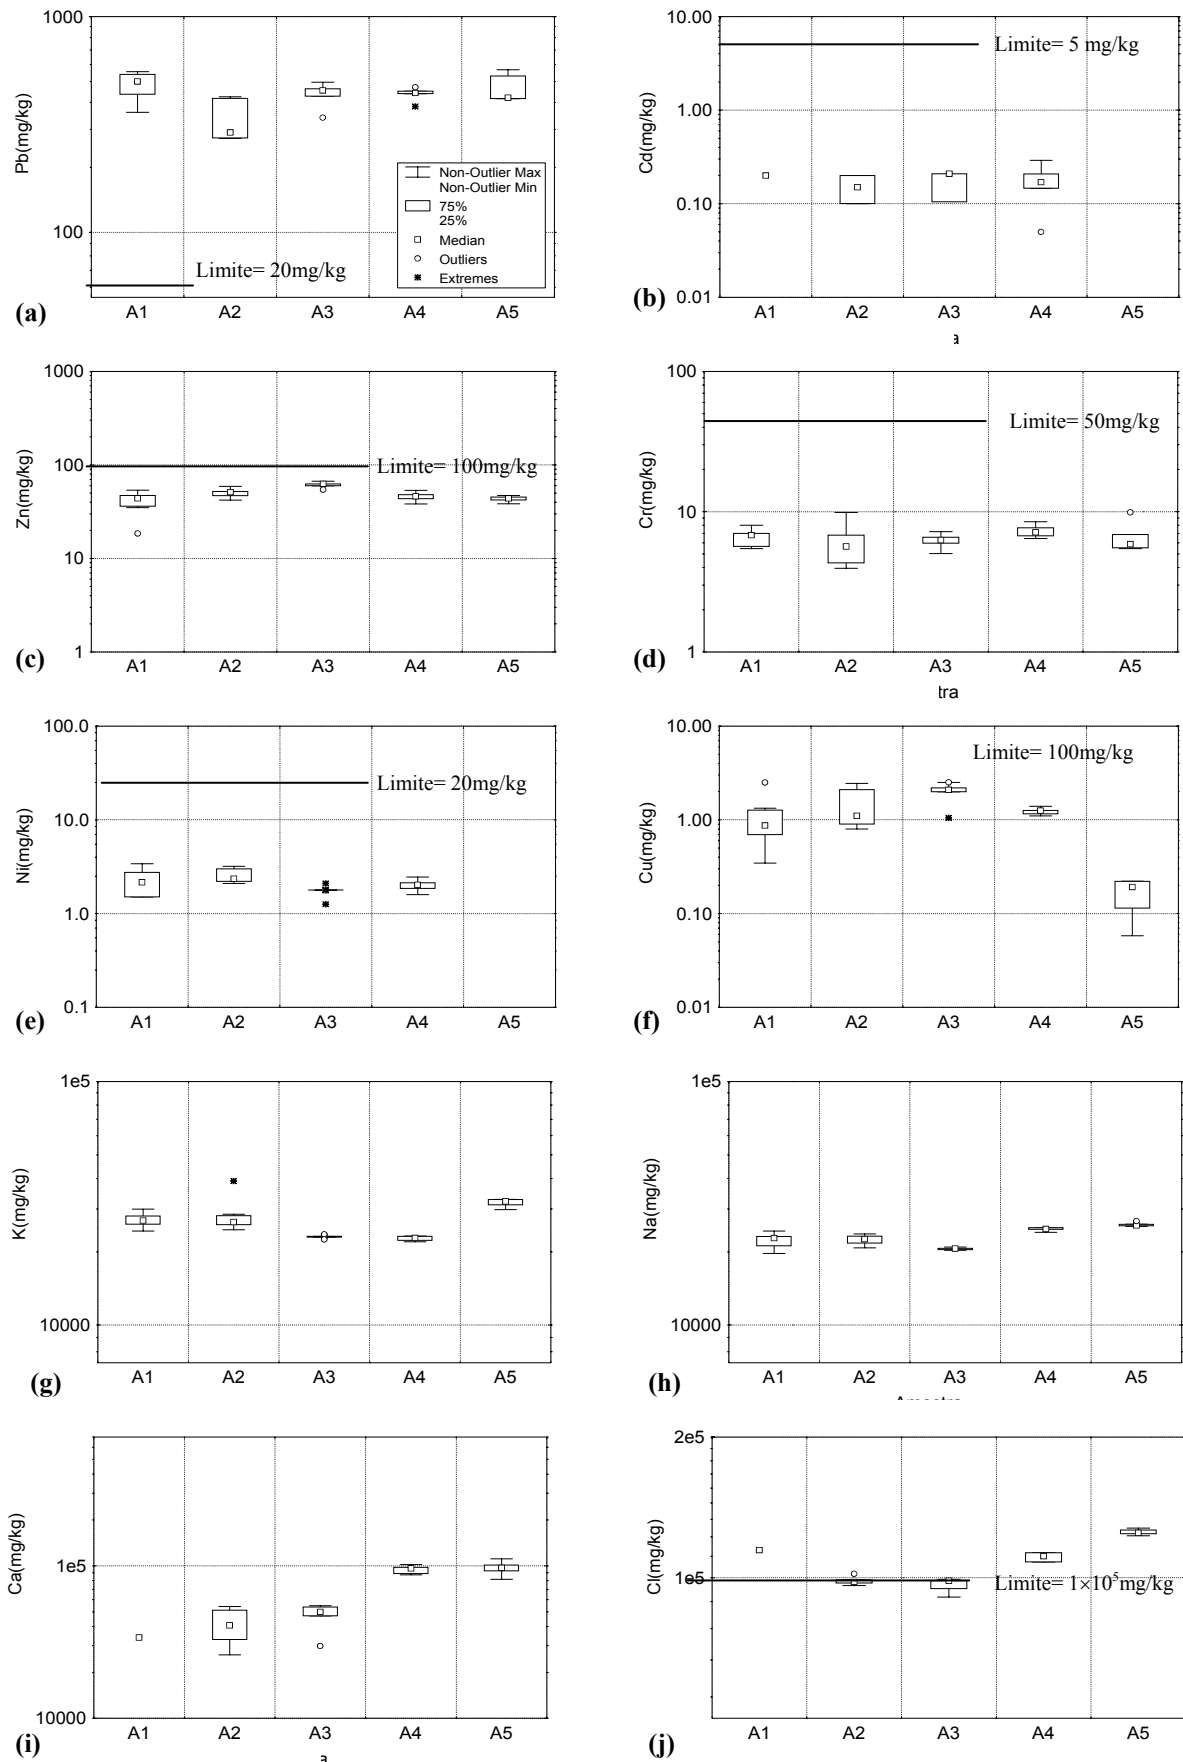 1000
100
Pb(mg/kg)
Non-Outlier Max
Non-Outlier Min
75%
25%
Median
Outliers
Extremes
Limite= 20mg/kg
A1 A2 A3 A4 A5
(a)
10.00
1.00
0.10
0.01
Cd(mg/kg)
Limite= 5 mg/kg
A1 A2 A3 A4 A5
a
(b)
1000
100
10
1
Zn(mg/kg)
Limite= 100mg/kg
A1 A2 A3 A4 A5
(c)
100
10
1
Cr(mg/kg)
Limite= 50mg/kg
A1 A2 A3 A4 A5
tra
(d)
100.0
10.0
1.0
0.1
Ni(mg/kg)
Limite= 20mg/kg
A1 A2 A3 A4 A5
(e)
10.00
1.00
0.10
0.01
Cu(mg/kg)
Limite= 100mg/kg
A1 A2 A3 A4 A5
(f)
1e5
10000
K(mg/kg)
A1 A2 A3 A4 A5
(g)
1e5
10000
Na(mg/kg)
A1 A2 A3 A4 A5
(h)
1e5
10000
Ca(mg/kg)
A1 A2 A3 A4 A5
a
(i)
2e5
1e5
Cl(mg/kg)
Limite= 1×10⁵mg/kg
A1 A2 A3 A4 A5
(j)